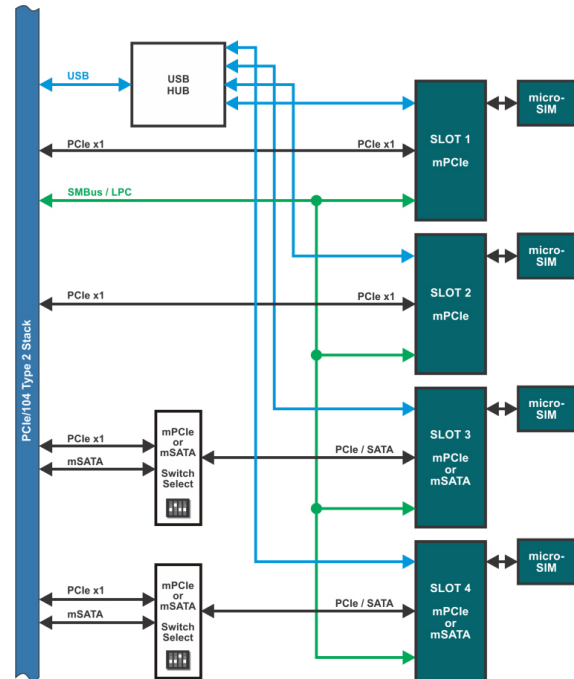 PCIe/104 Type 2 Stack
USB
USB
HUB
PCIe x1
PCIe x1
SLOT 1
mPCIe
micro-
SIM
SMBus / LPC
PCIe x1
PCIe x1
SLOT 2
mPCIe
micro-
SIM
PCIe x1
mSATA
mPCIe
or
mSATA
Switch
Select
PCIe / SATA
SLOT 3
mPCIe
or
mSATA
micro-
SIM
PCIe x1
mSATA
mPCIe
or
mSATA
Switch
Select
PCIe / SATA
SLOT 4
mPCIe
or
mSATA
micro-
SIM